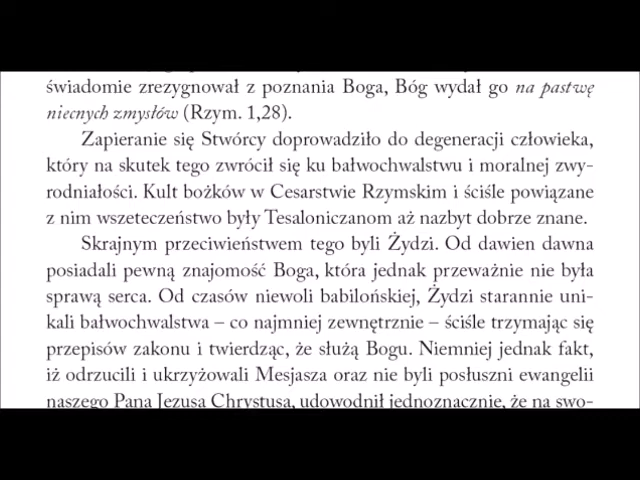 świadomie zrezygnował z poznania Boga, Bóg wydał go na pastwę
niecnych zmysłów (Rzym. 1,28).
Zapieranie się Stwórcy doprowadziło do degeneracji człowieka,
który na skutek tego zwrócił się ku bałwochwalstwu i moralnej zwy-
rodniałości. Kult bożków w Cesarstwie Rzymskim i ściśle powiązane
z nim wszeteczeństwo były Tesaloniczanom aż nazbyt dobrze znane.
Skrajnym przeciwieństwem tego byli Żydzi. Od dawien dawna
posiadali pewną znajomość Boga, która jednak przeważnie nie była
sprawą serca. Od czasów niewoli babilońskiej, Żydzi starannie uni-
kali bałwochwalstwa – co najmniej zewnętrznie – ściśle trzymając się
przepisów zakonu i twierdząc, że służą Bogu. Niemniej jednak fakt,
iż odrzucili i ukrzyżowali Mesjasza oraz nie byli posłuszni ewangelii
naszego Pana Jezusa Chrystusa, udowodnił jednoznacznie, że na swo-